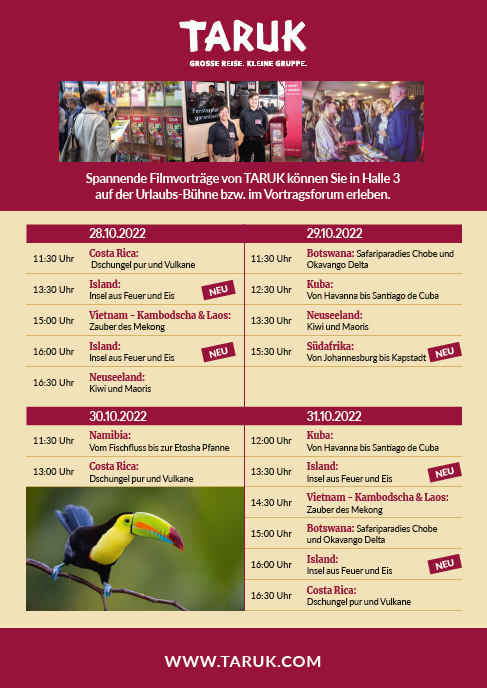 TARUK
GROSSE REISE. KLEINE GRUPPE.
Spannende Filmvorträge von TARUK können Sie in Halle 3
auf der Urlaubs-Bühne bzw. im Vortragsforum erleben.
28.10.2022
11:30 Uhr
Costa Rica:
Dschungel pur und Vulkane
13:30 Uhr
Island:
Insel aus Feuer und Eis
NEU
15:00 Uhr
Vietnam – Kambodscha & Laos:
Zauber des Mekong
16:00 Uhr
Island:
Insel aus Feuer und Eis
NEU
16:30 Uhr
Neuseeland:
Kiwi und Maoris
29.10.2022
11:30 Uhr
Botswana: Safariparadies Chobe und
Okavango Delta
12:30 Uhr
Kuba:
Von Havanna bis Santiago de Cuba
13:30 Uhr
Neuseeland:
Kiwi und Maoris
15:30 Uhr
Südafrika:
Von Johannesburg bis Kapstadt
NEU
30.10.2022
11:30 Uhr
Namibia:
Vom Fischfluss bis zur Etosha Pfanne
13:00 Uhr
Costa Rica:
Dschungel pur und Vulkane
31.10.2022
12:00 Uhr
Kuba:
Von Havanna bis Santiago de Cuba
13:30 Uhr
Island:
Insel aus Feuer und Eis
NEU
14:30 Uhr
Vietnam – Kambodscha & Laos:
Zauber des Mekong
15:00 Uhr
Botswana: Safariparadies Chobe
und Okavango Delta
16:00 Uhr
Island:
Insel aus Feuer und Eis
NEU
16:30 Uhr
Costa Rica:
Dschungel pur und Vulkane
WWW.TARUK.COM